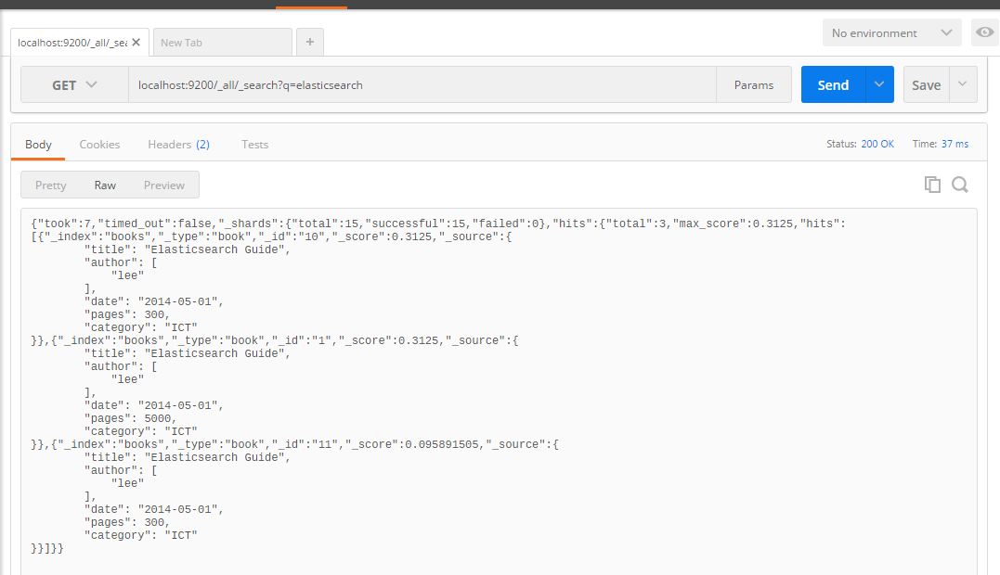 localhost:9200/_all/_sea
New Tab
+
No environment
GET
localhost:9200/_all/_search?q=elasticsearch
Params
Send
Save
Body
Cookies
Headers (2)
Tests
Status: 200 OK
Time: 37 ms
Pretty
Raw
Preview
{"took":7,"timed_out":false,"_shards":{"total":15,"successful":15,"failed":0},"hits":{"total":3,"max_score":0.3125,"hits":
[{"_index":"books","_type":"book","_id":"10","_score":0.3125,"_source":{
"title": "Elasticsearch Guide",
"author": [
"lee"
],
"date": "2014-05-01",
"pages": 300,
"category": "ICT"
}},{"_index":"books","_type":"book","_id":"1","_score":0.3125,"_source":{
"title": "Elasticsearch Guide",
"author": [
"lee"
],
"date": "2014-05-01",
"pages": 5000,
"category": "ICT"
}},{"_index":"books","_type":"book","_id":"11","_score":0.095891505,"_source":{
"title": "Elasticsearch Guide",
"author": [
"lee"
],
"date": "2014-05-01",
"pages": 300,
"category": "ICT"
}}]}}